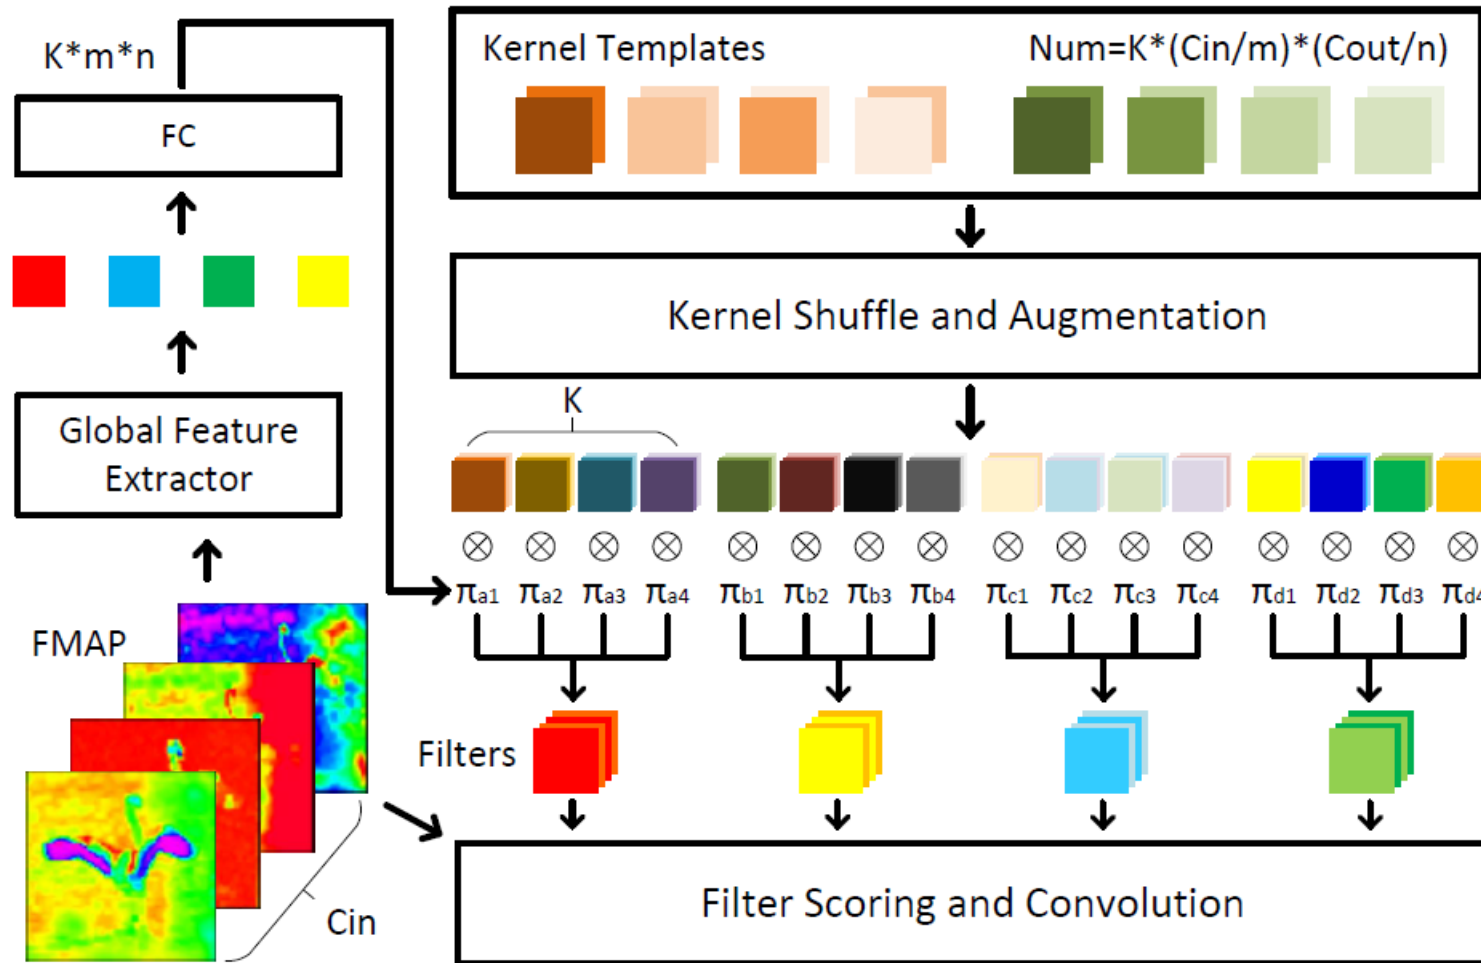 K*m*n
FC
Global Feature
Extractor
FMAP
Cin
Kernel Templates
Num=K*(Cin/m)*(Cout/n)
Kernel Shuffle and Augmentation
K
πa1 πa2 πa3 πa4 πb1 πb2 πb3 πb4 πc1 πc2 πc3 πc4 πd1 πd2 πd3 πd4
Filters
Filter Scoring and Convolution